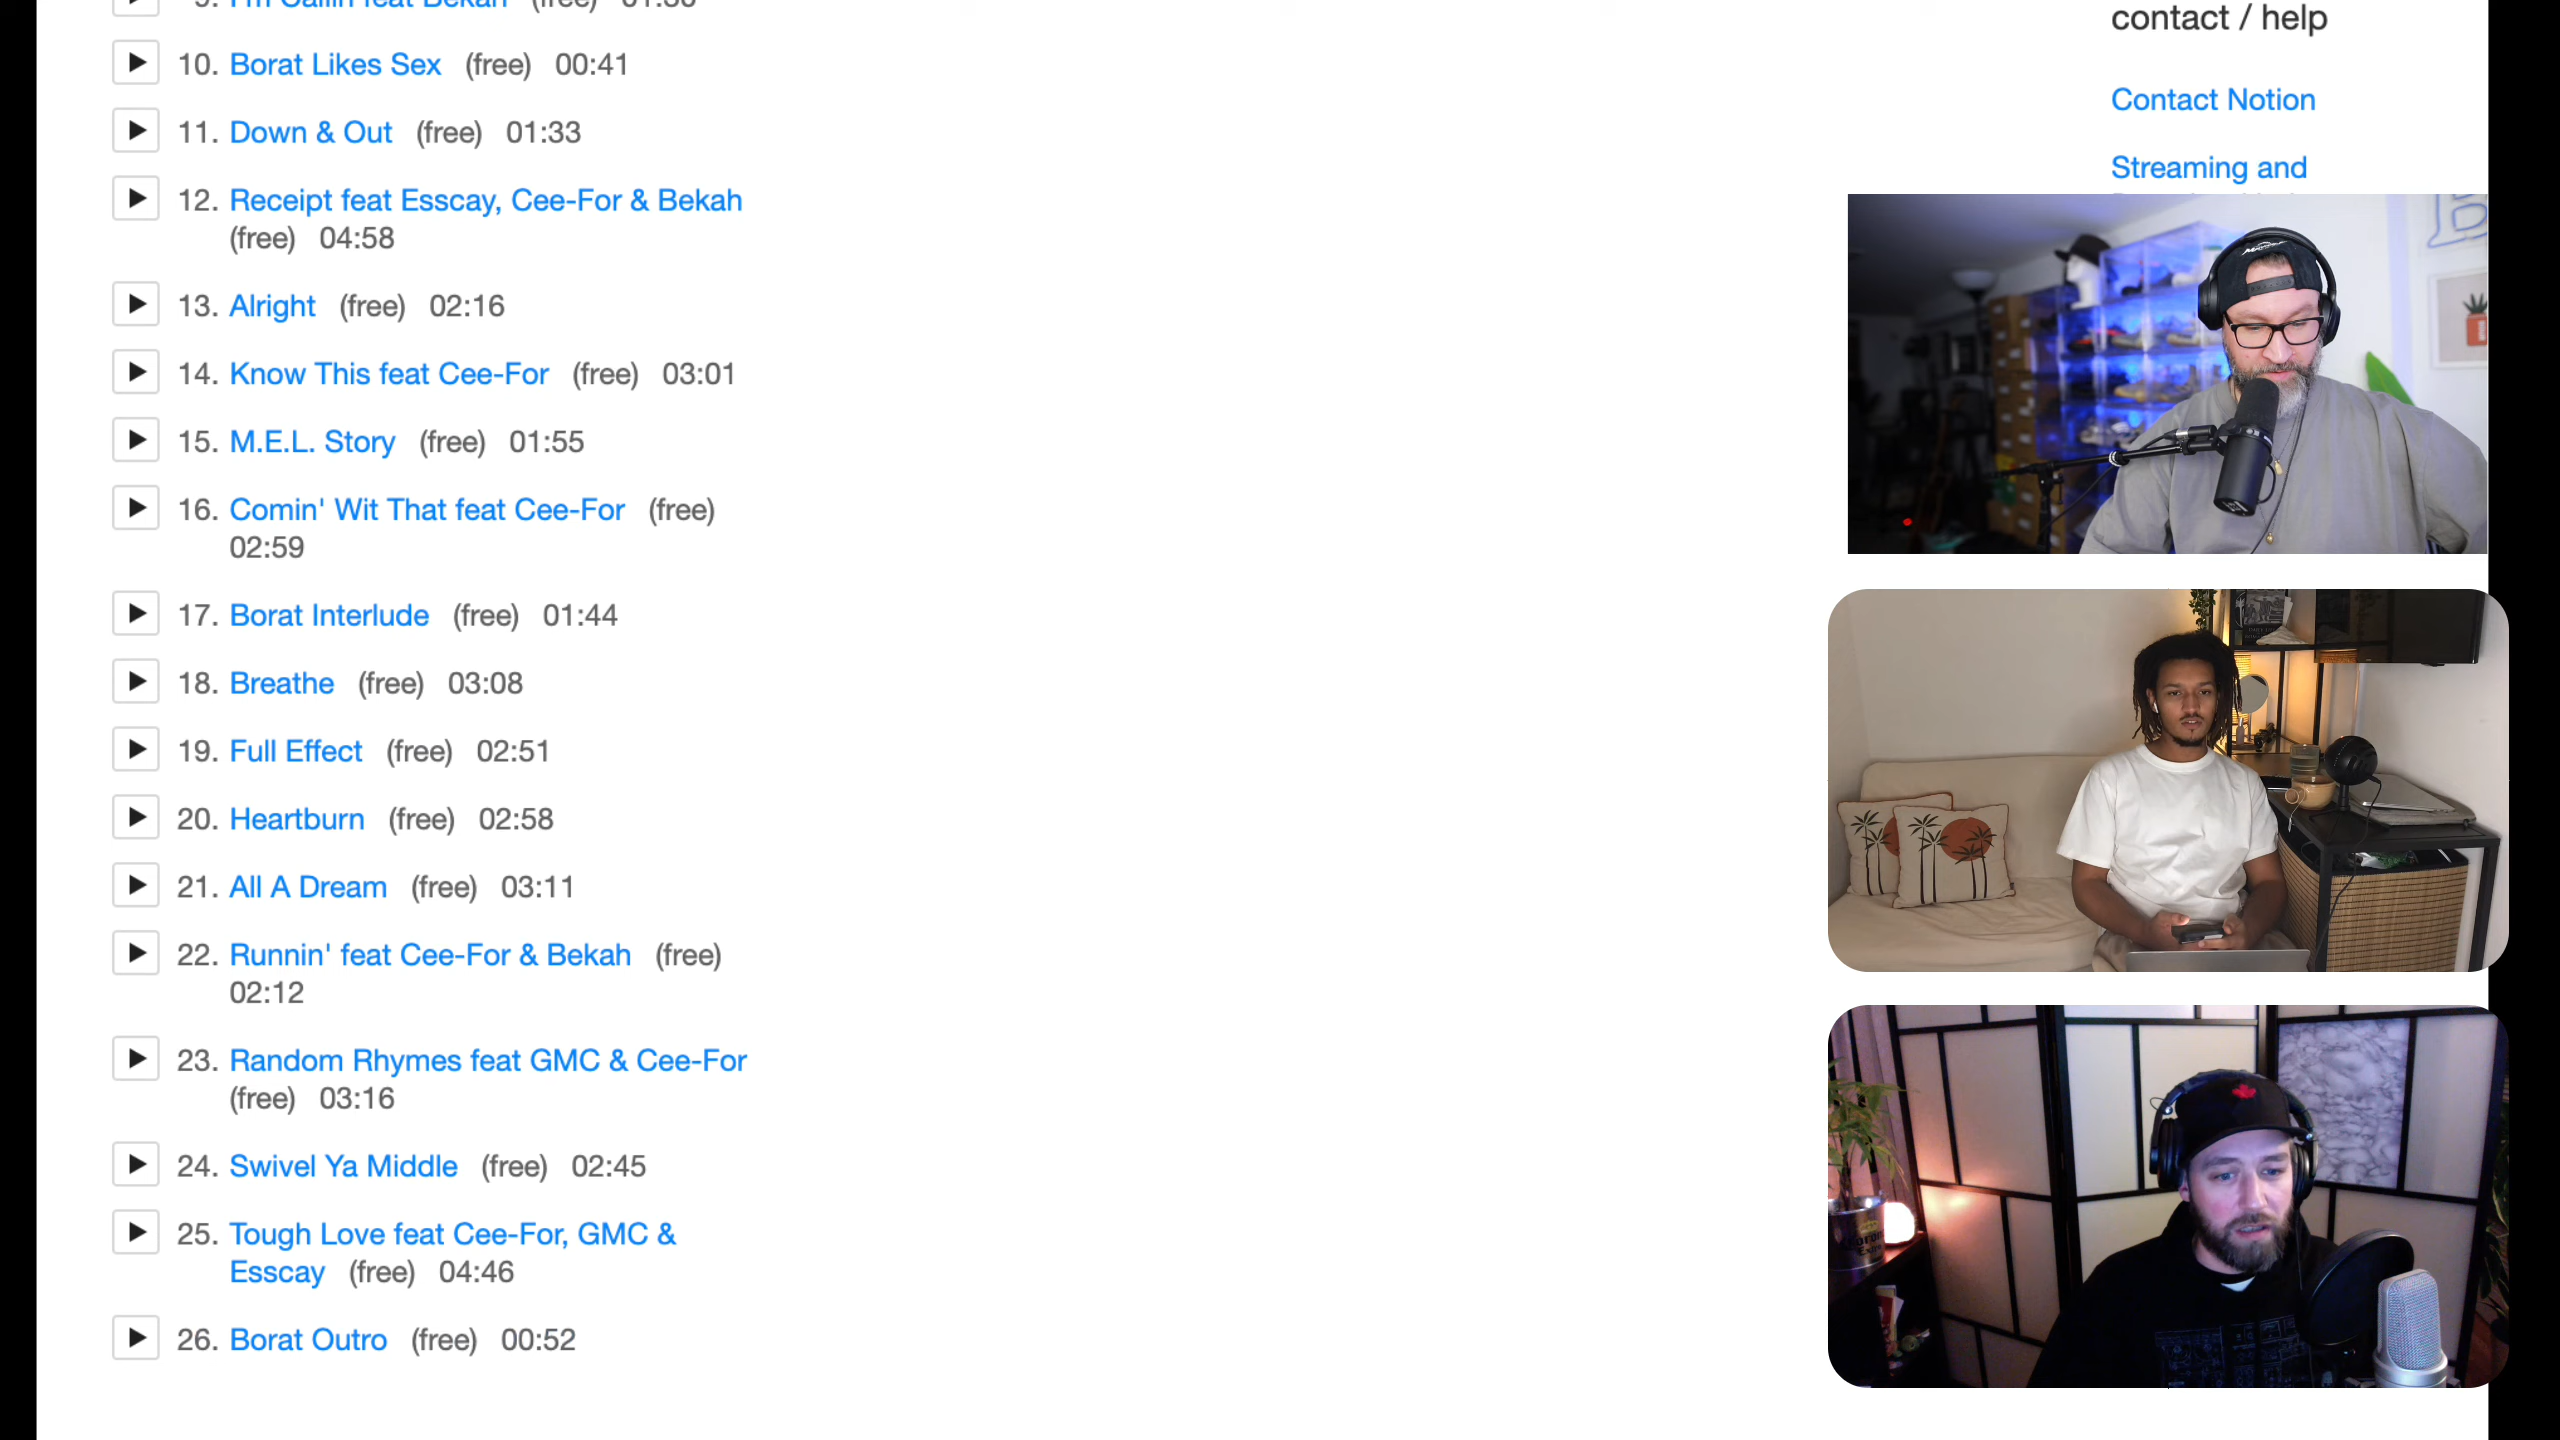 9. I'm Callin feat Bekah (free)
10. Borat Likes Sex (free) 00:41
11. Down & Out (free) 01:33
12. Receipt feat Esscay, Cee-For & Bekah
(free) 04:58
13. Alright (free) 02:16
14. Know This feat Cee-For (free) 03:01
15. M.E.L. Story (free) 01:55
16. Comin' Wit That feat Cee-For (free)
02:59
17. Borat Interlude (free) 01:44
18. Breathe (free) 03:08
19. Full Effect (free) 02:51
20. Heartburn (free) 02:58
21. All A Dream (free) 03:11
22. Runnin' feat Cee-For & Bekah (free)
02:12
23. Random Rhymes feat GMC & Cee-For
(free) 03:16
24. Swivel Ya Middle (free) 02:45
25. Tough Love feat Cee-For, GMC &
Esscay (free) 04:46
26. Borat Outro (free) 00:52
contact / help
Contact Notion
Streaming and